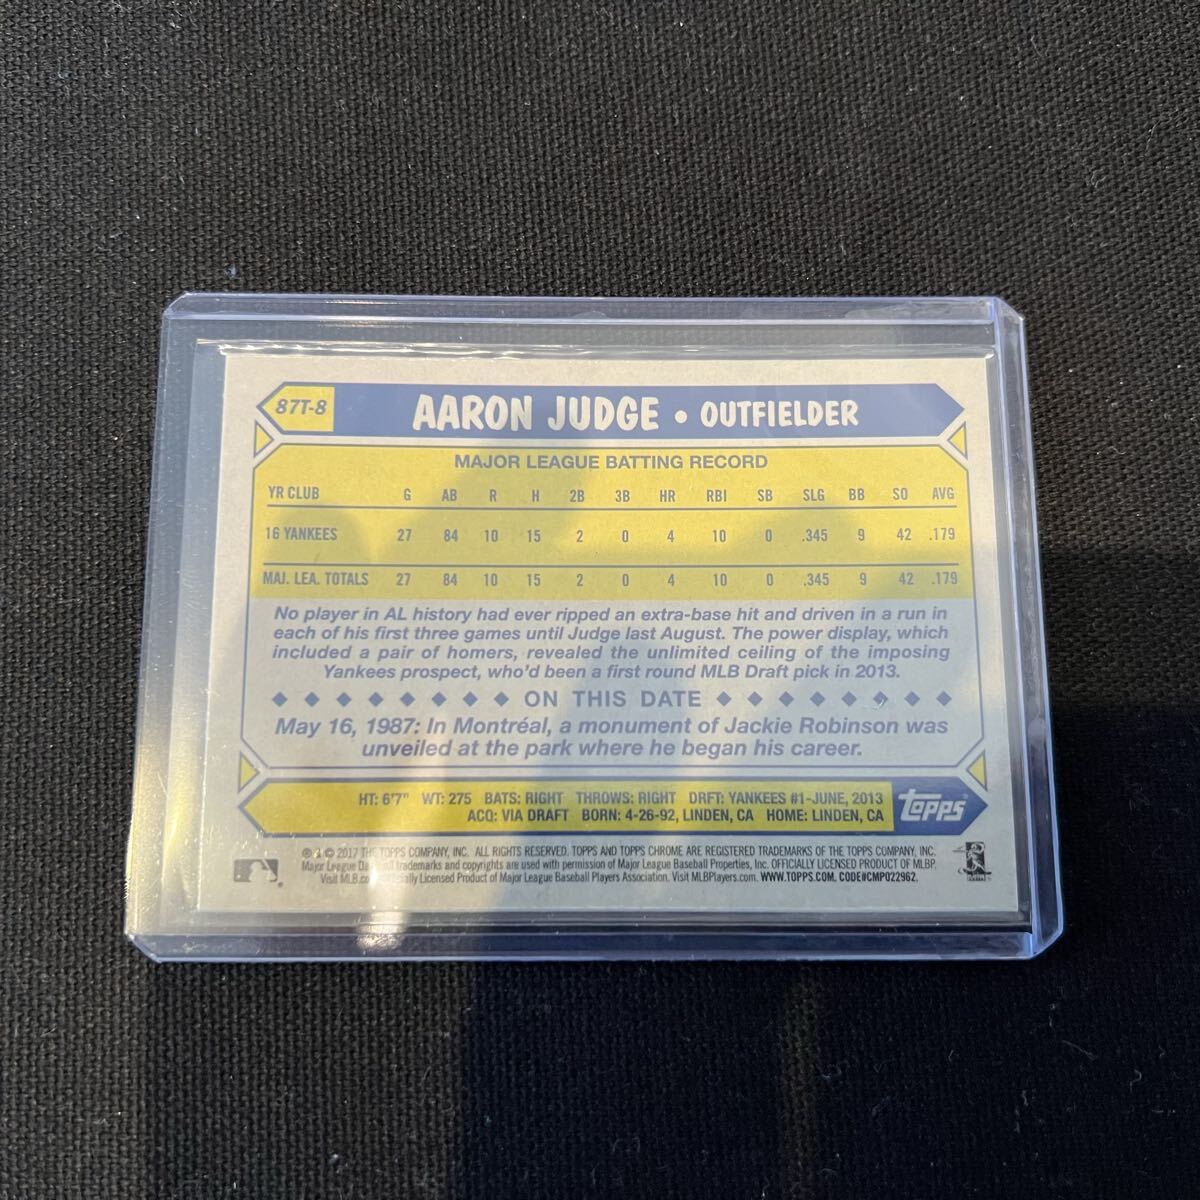 87T-8 AARON JUDGE • OUTFIELDER
MAJOR LEAGUE BATTING RECORD
YR CLUB G AB R H 2B 3B HR RBI SB SLG BB SO AVG
16 YANKEES 27 84 10 15 2 0 4 10 0 .345 9 42 .179
MAJ. LEA. TOTALS 27 84 10 15 2 0 4 10 0 .345 9 42 .179
No player in AL history had ever ripped an extra-base hit and driven in a run in
each of his first three games until Judge last August. The power display, which
included a pair of homers, revealed the unlimited ceiling of the imposing
Yankees prospect, who'd been a first round MLB Draft pick in 2013.
ON THIS DATE
May 16, 1987: In Montréal, a monument of Jackie Robinson was
unveiled at the park where he began his career.
HT: 6'7" WT: 275 BATS: RIGHT THROWS: RIGHT DRFT: YANKEES #1-JUNE, 2013
ACQ: VIA DRAFT BORN: 4-26-92, LINDEN, CA HOME: LINDEN, CA
Topps
® & © 2017 THE TOPPS COMPANY, INC. ALL RIGHTS RESERVED. TOPPS AND TOPPS CHROME ARE REGISTERED TRADEMARKS OF THE TOPPS COMPANY, INC.
Major League trademarks and copyrights are used with permission of Major League Baseball Properties, Inc. OFFICIALLY LICENSED PRODUCT OF MLBP.
Visit Licensed Product of Major League Baseball Players Association. Visit MLBPlayers.com. WWW.TOPPS.COM. CODE#CMP022962.